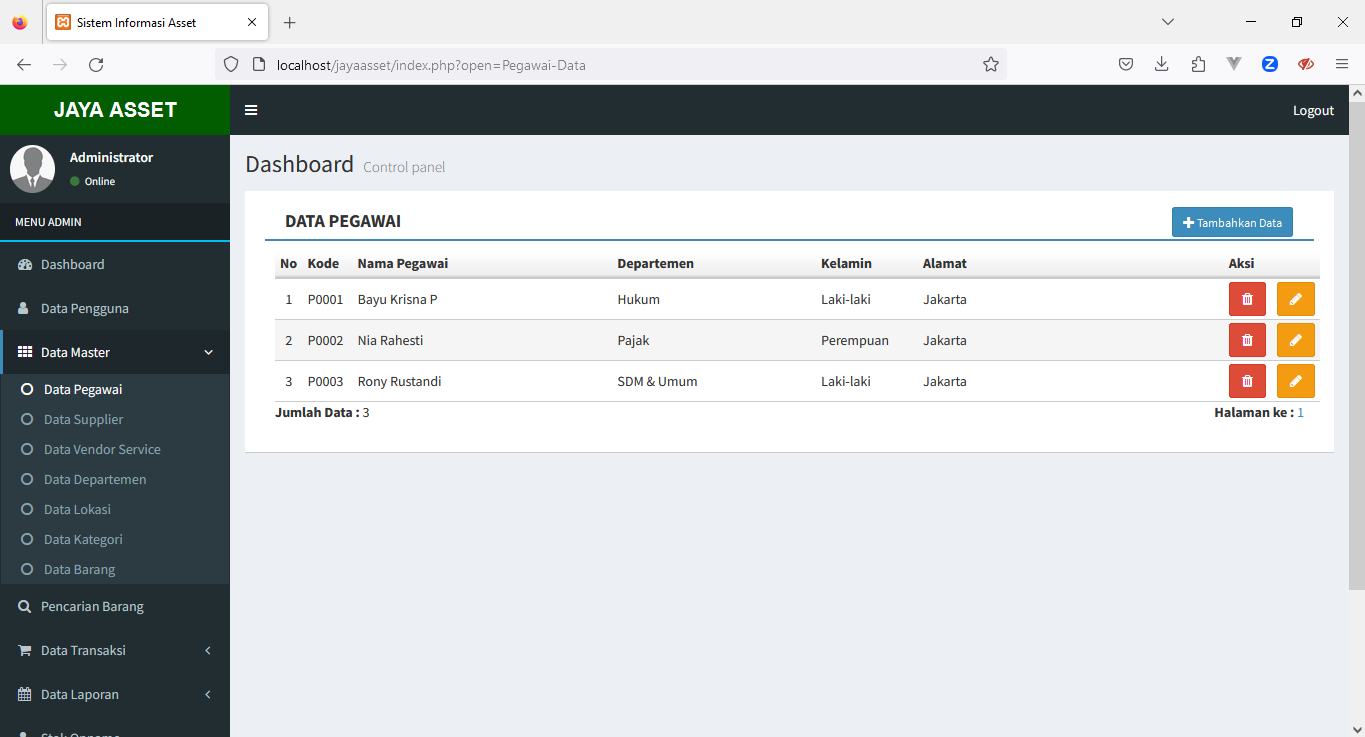 Sistem Informasi Asset
localhost/jayaasset/index.php?open=Pegawai-Data
JAYA ASSET
Logout
Administrator
Online
MENU ADMIN
Dashboard
Data Pengguna
Data Master
Data Pegawai
Data Supplier
Data Vendor Service
Data Departemen
Data Lokasi
Data Kategori
Data Barang
Pencarian Barang
Data Transaksi
Data Laporan
Stok Opname
Dashboard Control panel
DATA PEGAWAI
Tambahkan Data
No Kode Nama Pegawai Departemen Kelamin Alamat Aksi
1 P0001 Bayu Krisna P Hukum Laki-laki Jakarta
2 P0002 Nia Rahesti Pajak Perempuan Jakarta
3 P0003 Rony Rustandi SDM & Umum Laki-laki Jakarta
Jumlah Data : 3 Halaman ke : 1